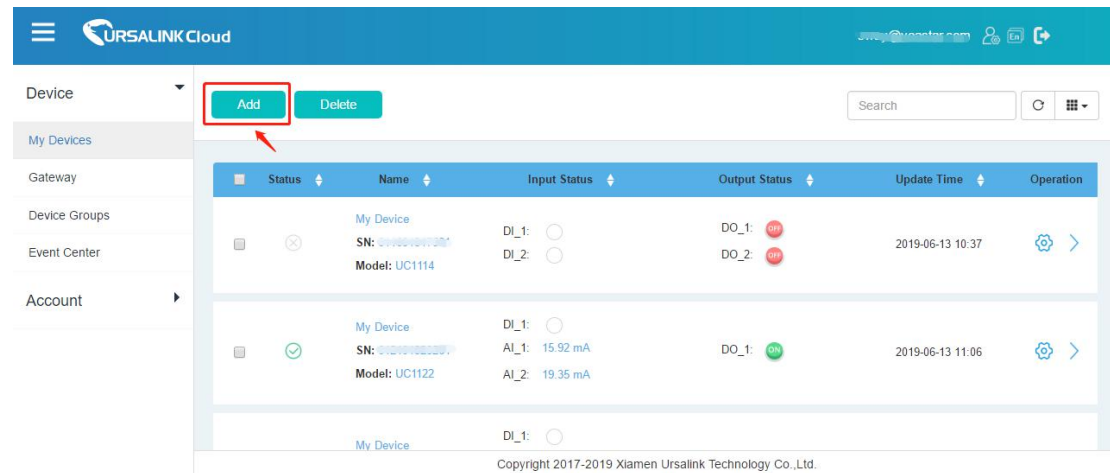 URSALINK Cloud
En
Device
Add
Delete
Search
My Devices
Gateway
Device Groups
Event Center
Account
Status Name Input Status Output Status Update Time Operation
My Device
SN:
Model: UC1114
DI_1:
DI_2:
DO_1: OFF
DO_2: OFF
2019-06-13 10:37
My Device
SN:
Model: UC1122
DI_1:
AI_1: 15.92 mA
AI_2: 19.35 mA
DO_1: ON
2019-06-13 11:06
My Device
DI_1:
Copyright 2017-2019 Xiamen Ursalink Technology Co.,Ltd.